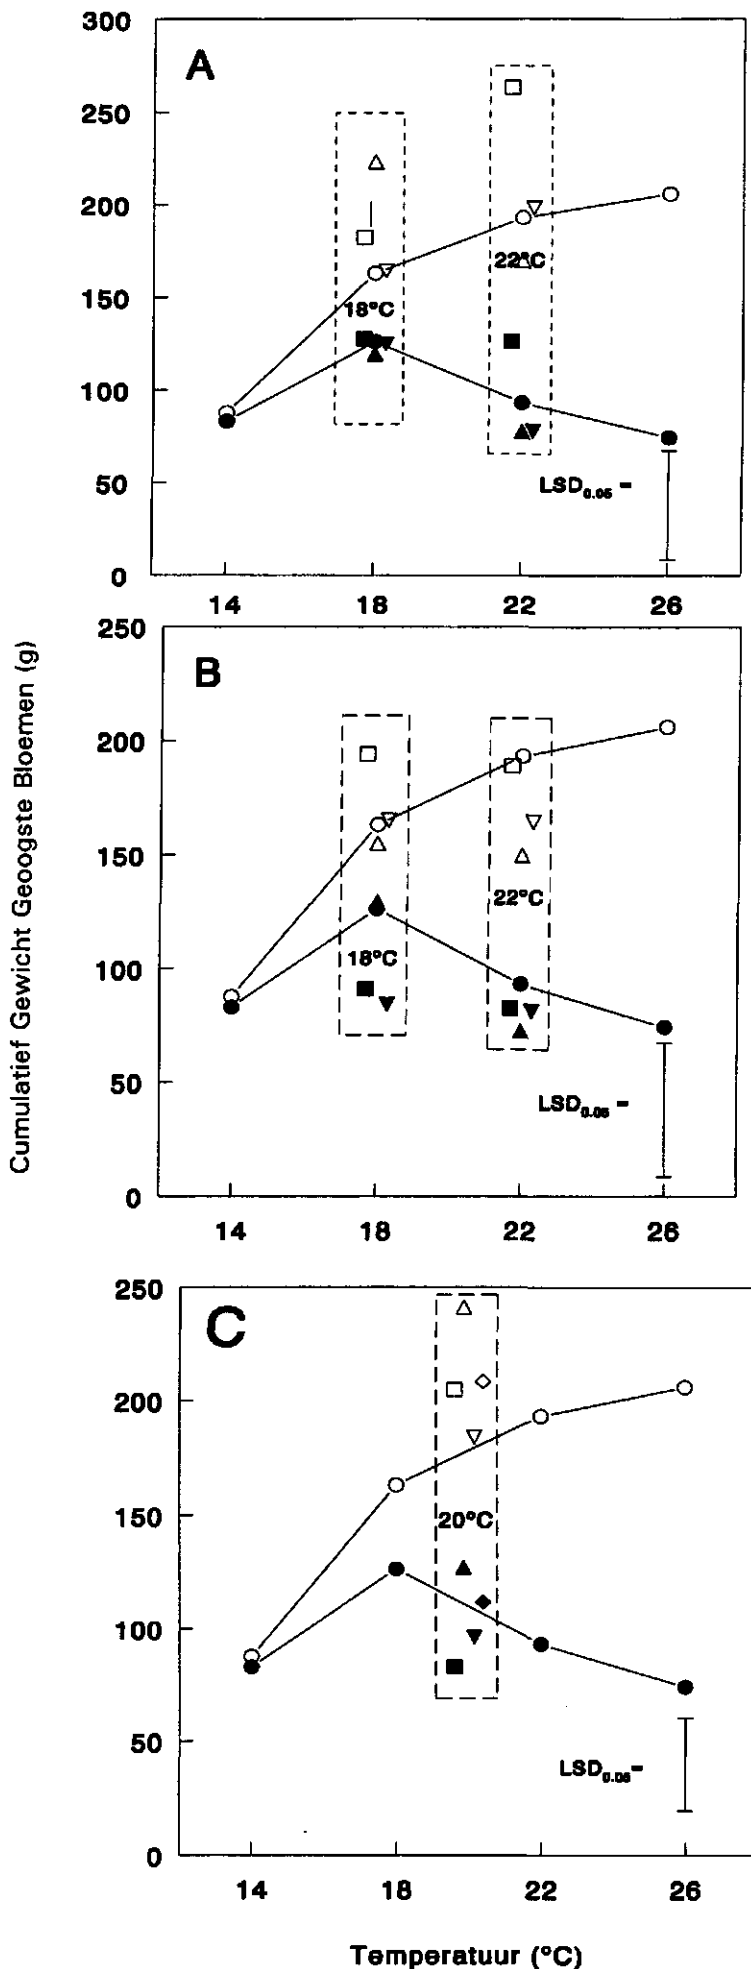 Cumulatief Gewicht Geoogste Bloemen (g)
A
300
250
200
150
100
50
0
18°C
22°C
LSD0.05 =
14 18 22 26
B
250
200
150
100
50
0
18°C
22°C
LSD0.05 =
14 18 22 26
C
250
200
150
100
50
0
20°C
LSD0.05 =
14 18 22 26
Temperatuur (°C)